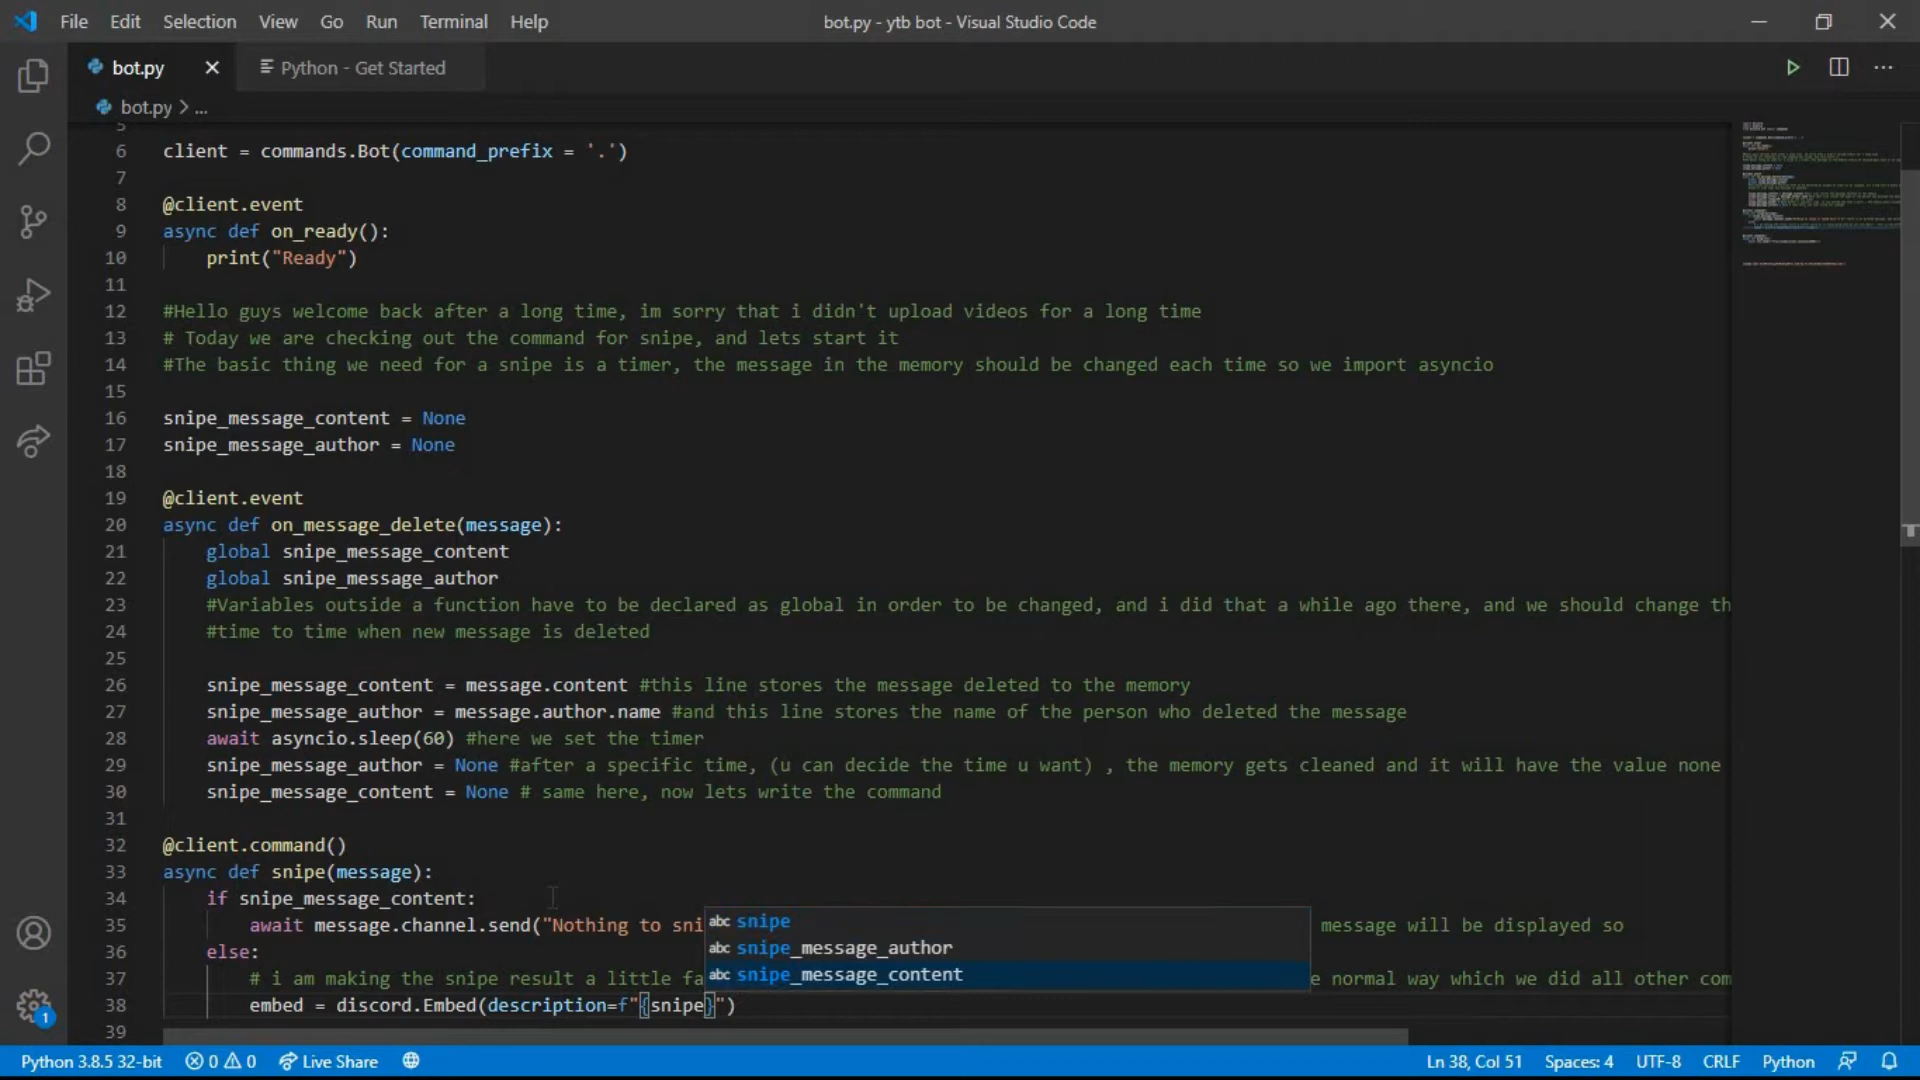 File Edit Selection View Go Run Terminal Help
bot.py - ytb bot - Visual Studio Code
bot.py
Python - Get Started
bot.py > ...
5
6 client = commands.Bot(command_prefix = '.')
7
8 @client.event
9 async def on_ready():
10 print("Ready")
11
12 #Hello guys welcome back after a long time, im sorry that i didn't upload videos for a long time
13 # Today we are checking out the command for snipe, and lets start it
14 #The basic thing we need for a snipe is a timer, the message in the memory should be changed each time so we import asyncio
15
16 snipe_message_content = None
17 snipe_message_author = None
18
19 @client.event
20 async def on_message_delete(message):
21 global snipe_message_content
22 global snipe_message_author
23 #Variables outside a function have to be declared as global in order to be changed, and i did that a while ago there, and we should change th
24 #time to time when new message is deleted
25
26 snipe_message_content = message.content #this line stores the message deleted to the memory
27 snipe_message_author = message.author.name #and this line stores the name of the person who deleted the message
28 await asyncio.sleep(60) #here we set the timer
29 snipe_message_author = None #after a specific time, (u can decide the time u want) , the memory gets cleaned and it will have the value none
30 snipe_message_content = None # same here, now lets write the command
31
32 @client.command()
33 async def snipe(message):
34 if snipe_message_content:
35 await message.channel.send("Nothing to sni message will be displayed so
36 else:
37 # i am making the snipe result a little fa e normal way which we did all other com
38 embed = discord.Embed(description=f"{snipe}")
39
abc snipe
abc snipe_message_author
abc snipe_message_content
1
Python 3.8.5 32-bit 0 0 Live Share Ln 38, Col 51 Spaces: 4 UTF-8 CRLF Python